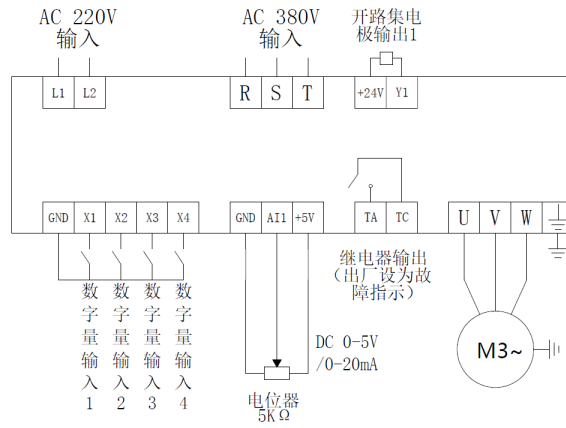 AC 220V
输入
AC 380V
输入
开路集电
极输出1
L1 L2
R S T
+24V Y1
GND X1 X2 X3 X4
GND AI1 +5V
TA TC
U V W
继电器输出
(出厂设为故
障指示)
数字量输入1
数字量输入2
数字量输入3
数字量输入4
DC 0-5V
/0-20mA
电位器
5KΩ
M3~